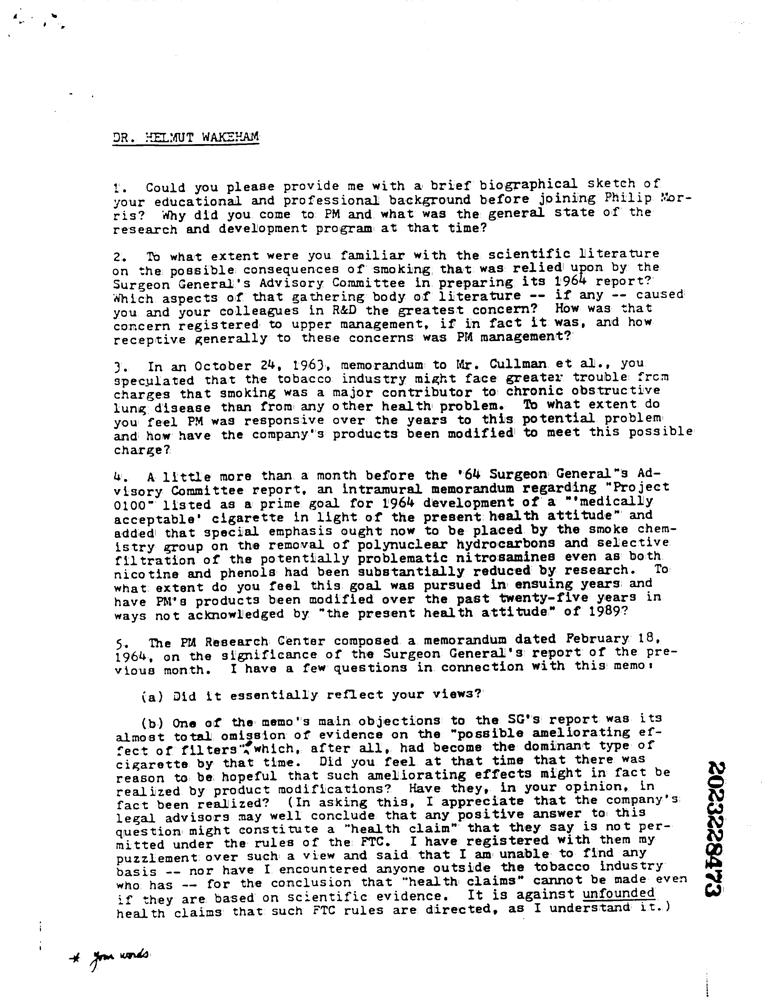 DR. HELMUT WAKEHAM
1. Could you please provide me with a brief biographical sketch of
your educational and professional background before joining Philip Mor-
ris? Why did you come to PM and what was the general state of the
research and development program at that time?
2. To what extent were you familiar with the scientific literature
on the possible consequences of smoking that was relied upon by the
Surgeon General's Advisory Committee in preparing its 1964 report?
Which aspects of that gathering body of literature -- if any -- caused
you and your colleagues in R&D the greatest concern? How was that
concern registered to upper management, if in fact it was, and how
receptive generally to these concerns was PM management?
3. In an October 24, 1963, memorandum to Mr. Cullman et al., you
speculated that the tobacco industry might face greater trouble from
charges that smoking was a major contributor to chronic obstructive
lung disease than from any other health problem. To what extent do
you feel PM was responsive over the years to this potential problem
and how have the company's products been modified to meet this possible
charge?
4. A little more than a month before the '64 Surgeon General"s Ad-
visory Committee report, an intramural memorandum regarding "Project
0100" listed as a prime goal for 1964 development of a "'medically
acceptable' cigarette in light of the present health attitude" and
added that special emphasis ought now to be placed by the smoke chem-
istry group on the removal of polynuclear hydrocarbons and selective
filtration of the potentially problematic nitrosamines even as both
nicotine and phenols had been substantially reduced by research. To
what extent do you feel this goal was pursued in ensuing years and
have PM's products been modified over the past twenty-five years in
ways not acknowledged by "the present health attitude" of 1989?
5. The PM Research Center composed a memorandum dated February 18,
1964, on the significance of the Surgeon General's report of the pre-
vious month. I have a few questions in connection with this memo:
(a) Did it essentially reflect your views?
(b) One of the memo's main objections to the SG's report was its
almost total omission of evidence on the "possible ameliorating ef-
fect of filters"* which, after all, had become the dominant type of
cigarette by that time. Did you feel at that time that there was
reason to be hopeful that such ameliorating effects might in fact be
realized by product modifications? Have they, in your opinion, in
fact been realized? (In asking this, I appreciate that the company's
legal advisors may well conclude that any positive answer to this
question might constitute a "health claim" that they say is not per-
mitted under the rules of the FTC. I have registered with them my
puzzlement over such a view and said that I am unable to find any
basis -- nor have I encountered anyone outside the tobacco industry
who has -- for the conclusion that "health claims" cannot be made even
if they are based on scientific evidence. It is against unfounded
health claims that such FTC rules are directed, as I understand it.)
* your words
2023228473